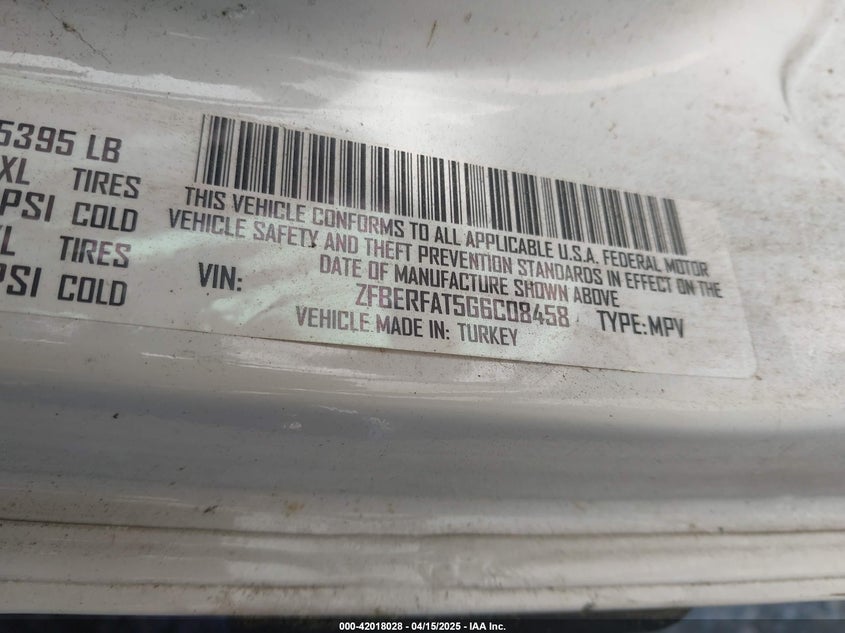 5395 LB
XL TIRES
PSI COLD
XL TIRES
PSI COLD
THIS VEHICLE CONFORMS TO ALL APPLICABLE U.S.A. FEDERAL MOTOR
VEHICLE SAFETY AND THEFT PREVENTION STANDARDS IN EFFECT ON THE
DATE OF MANUFACTURE SHOWN ABOVE
VIN: ZFBERFAT5G6C08458 TYPE: MPV
VEHICLE MADE IN: TURKEY
000-42018028 - 04/15/2025 - IAA Inc.